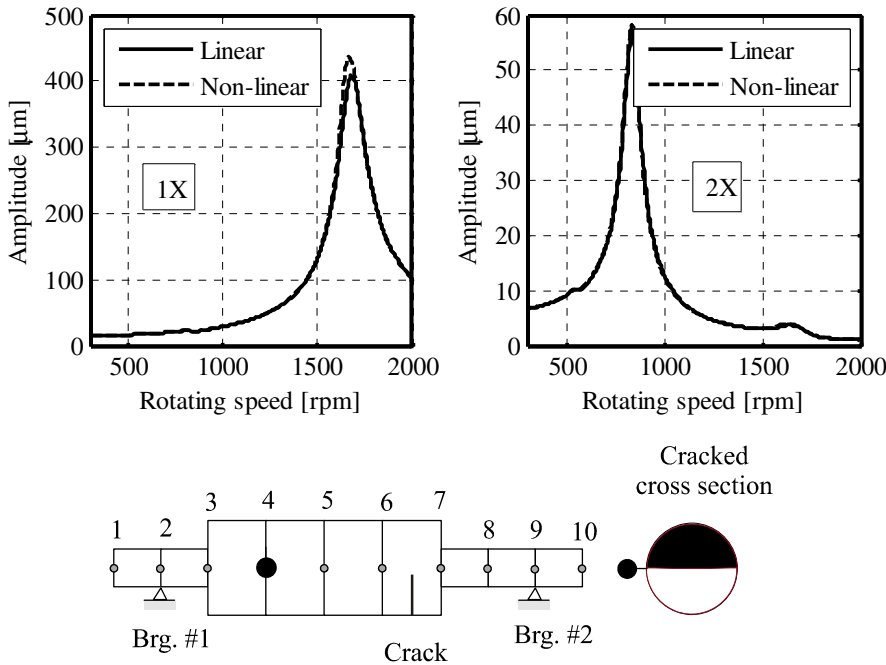 500
400
300
200
100
0
Amplitude [µm]
Linear
Non-linear
1X
500
1000
1500
2000
Rotating speed [rpm]
60
50
40
30
20
10
0
Amplitude [µm]
Linear
Non-linear
2X
500
1000
1500
2000
Rotating speed [rpm]
Cracked
cross section
1 2 3 4 5 6 7 8 9 10
Brg. #1
Crack
Brg. #2